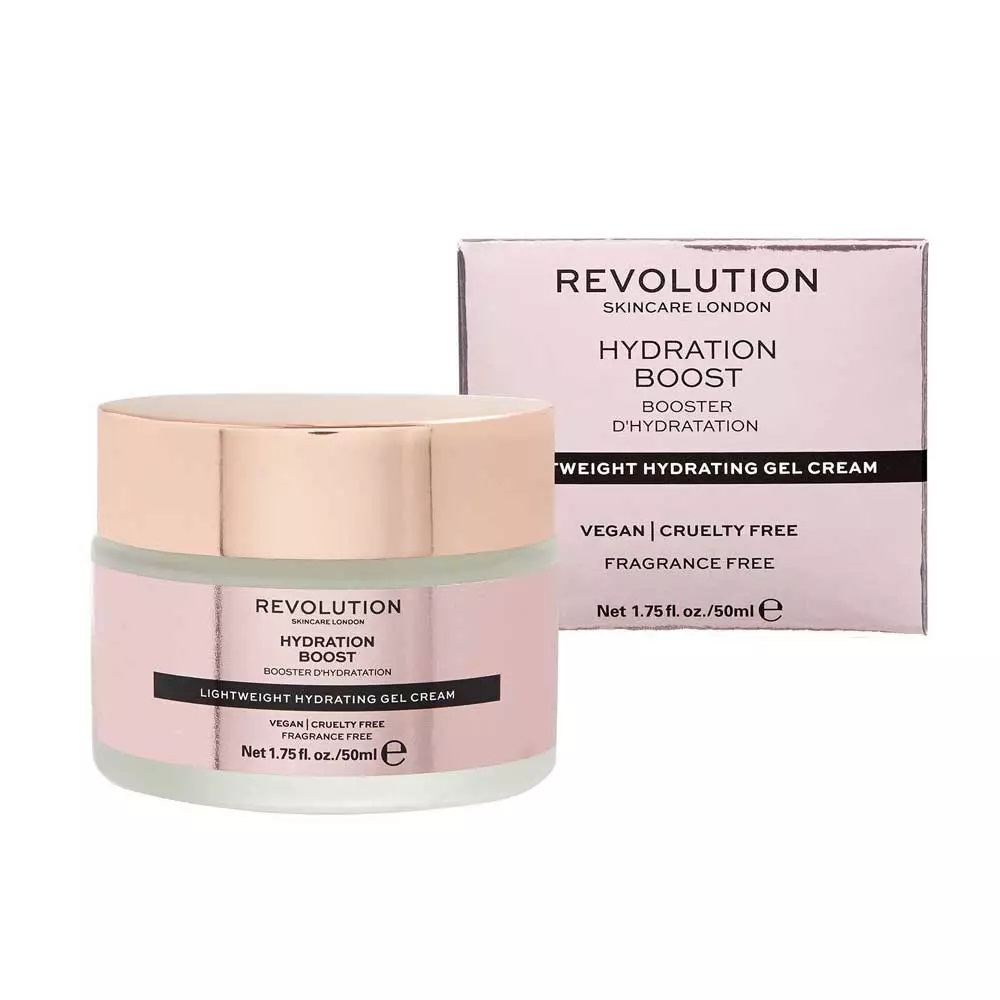 REVOLUTION
SKINCARE LONDON
HYDRATION
BOOST
BOOSTER
D'HYDRATATION
TWEIGHT HYDRATING GEL CREAM
VEGAN | CRUELTY FREE
FRAGRANCE FREE
Net 1.75 fl. oz./50ml ℮
REVOLUTION
SKINCARE LONDON
HYDRATION
BOOST
BOOSTER D'HYDRATATION
LIGHTWEIGHT HYDRATING GEL CREAM
VEGAN | CRUELTY FREE
FRAGRANCE FREE
Net 1.75 fl. oz./50ml ℮